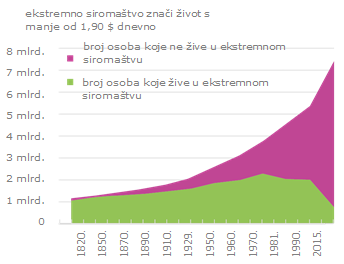 ekstremno siromaštvo znači život s
manje od 1,90 $ dnevno
8 mlrd.
broj osoba koje ne žive u ekstremnom
siromaštvu
7 mlrd.
broj osoba koje žive u ekstremnom
siromaštvu
6 mlrd.
5 mlrd.
4 mlrd.
3 mlrd.
2 mlrd.
1 mlrd.
0
1820.
1850.
1870.
1890.
1910.
1929.
1950.
1960.
1970.
1981.
1990.
2015.